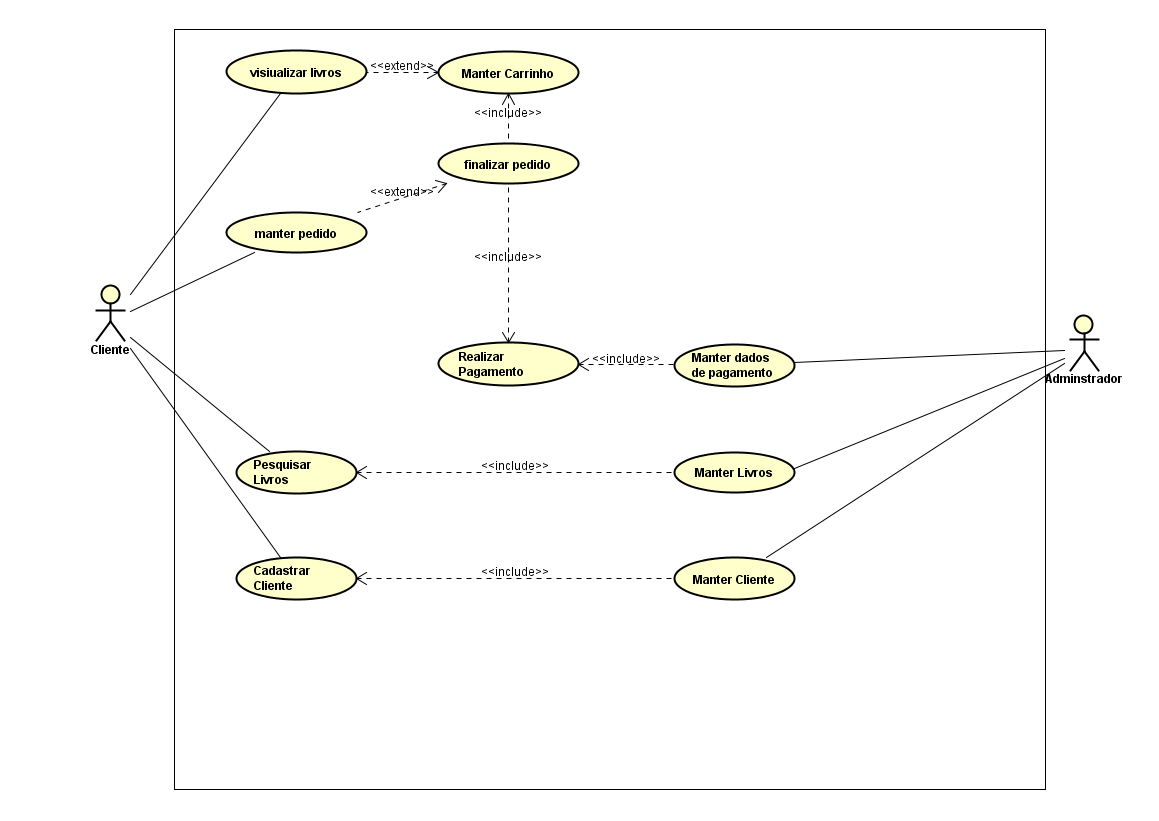 visiualizar livros
<<extend>>
Manter Carrinho
<<include>>
finalizar pedido
<<extend>>
manter pedido
<<include>>
Cliente
Realizar
Pagamento
<<include>>
Manter dados
de pagamento
Adminstrador
Pesquisar
Livros
<<include>>
Manter Livros
Cadastrar
Cliente
<<include>>
Manter Cliente